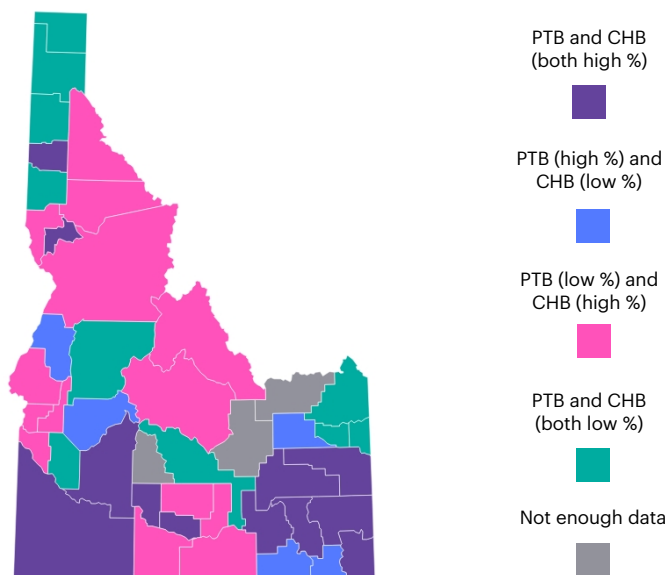 PTB and CHB
(both high %)
PTB (high %) and
CHB (low %)
PTB (low %) and
CHB (high %)
PTB and CHB
(both low %)
Not enough data